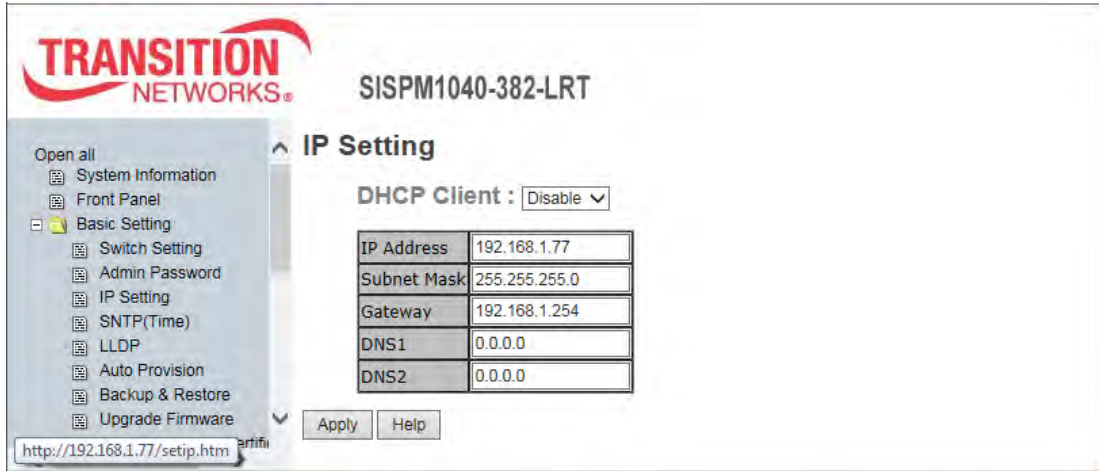 TRANSITION
NETWORKS®
SISPM1040-382-LRT
Open all
System Information
Front Panel
Basic Setting
Switch Setting
Admin Password
IP Setting
SNTP(Time)
LLDP
Auto Provision
Backup & Restore
Upgrade Firmware
http://192.168.1.77/setip.htm
IP Setting
DHCP Client : Disable
IP Address 192.168.1.77
Subnet Mask 255.255.255.0
Gateway 192.168.1.254
DNS1 0.0.0.0
DNS2 0.0.0.0
Apply Help